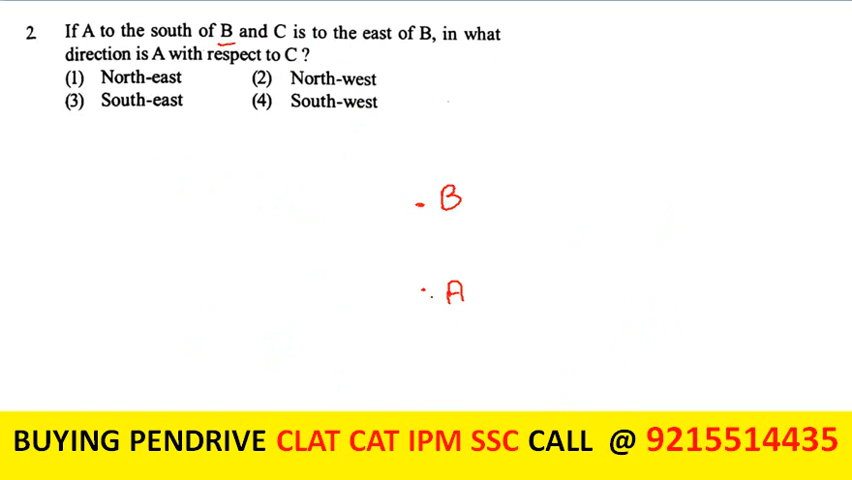 2 If A to the south of B and C is to the east of B, in what
direction is A with respect to C ?
(1) North-east (2) North-west
(3) South-east (4) South-west
B
A
BUYING PENDRIVE CLAT CAT IPM SSC CALL @ 9215514435